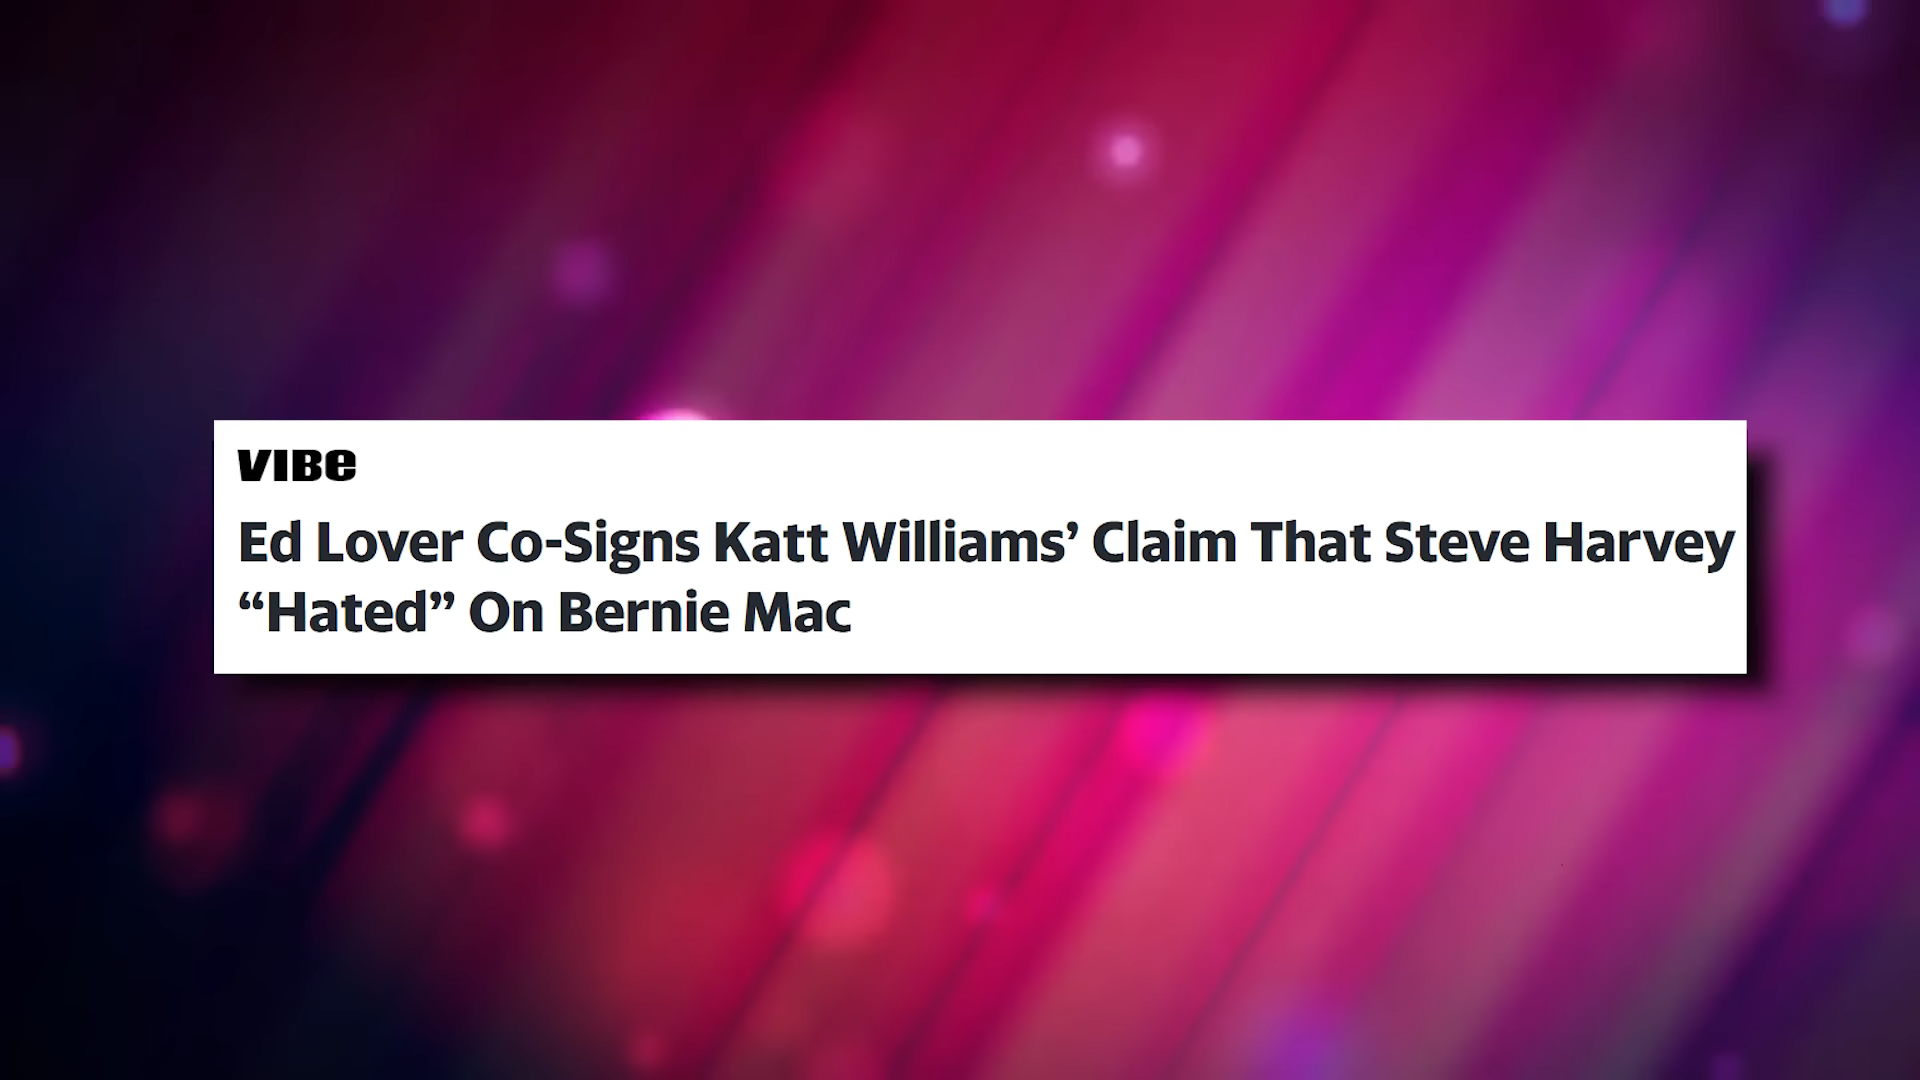 VIBE
Ed Lover Co-Signs Katt Williams’ Claim That Steve Harvey
“Hated” On Bernie Mac